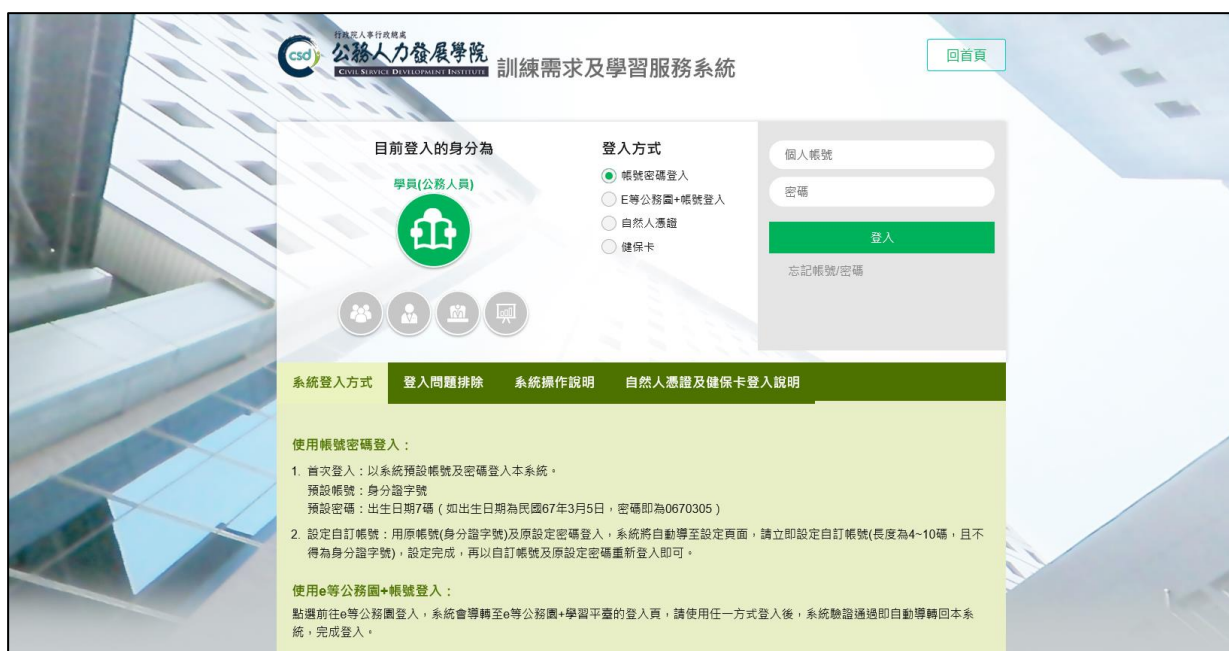 行政院人事行政總處
csd
公務人力發展學院
CIVIL SERVICE DEVELOPMENT INSTITUTE
訓練需求及學習服務系統
回首頁
目前登入的身分為
學員(公務人員)
登入方式
帳號密碼登入
E等公務園+帳號登入
自然人憑證
健保卡
個人帳號
密碼
登入
忘記帳號/密碼
系統登入方式 登入問題排除 系統操作說明 自然人憑證及健保卡登入說明
使用帳號密碼登入：
1. 首次登入：以系統預設帳號及密碼登入本系統。
預設帳號：身分證字號
預設密碼：出生日期7碼（如出生日期為民國67年3月5日，密碼即為0670305）
2. 設定自訂帳號：用原帳號(身分證字號)及原設定密碼登入，系統將自動導至設定頁面，請立即設定自訂帳號(長度為4~10碼，且不
得為身分證字號)，設定完成，再以自訂帳號及原設定密碼重新登入即可。
使用e等公務園+帳號登入：
點選前往e等公務園登入，系統會導轉至e等公務園+學習平臺的登入頁，請使用任一方式登入後，系統驗證通過即自動導轉回本系
統，完成登入。